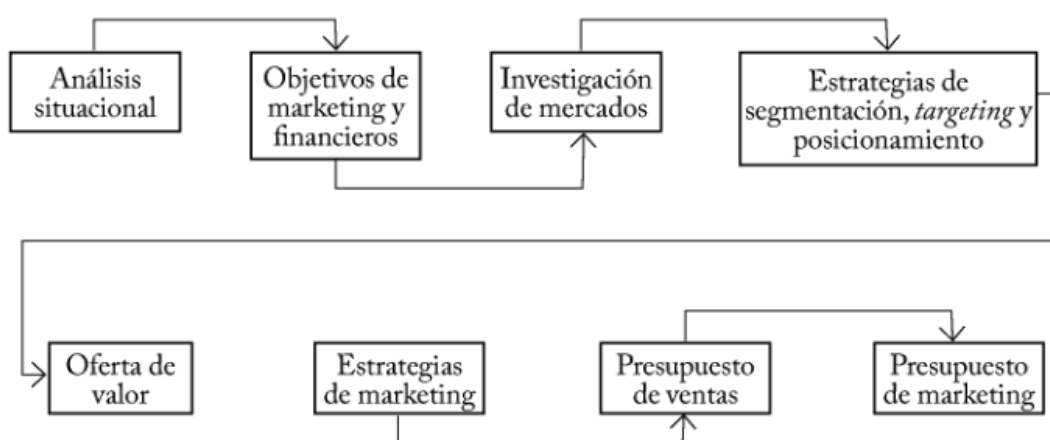 Análisis
situacional
Objetivos de
marketing y
financieros
Investigación
de mercados
Estrategias de
segmentación, targeting y
posicionamiento
Oferta de
valor
Estrategias
de marketing
Presupuesto
de ventas
Presupuesto
de marketing